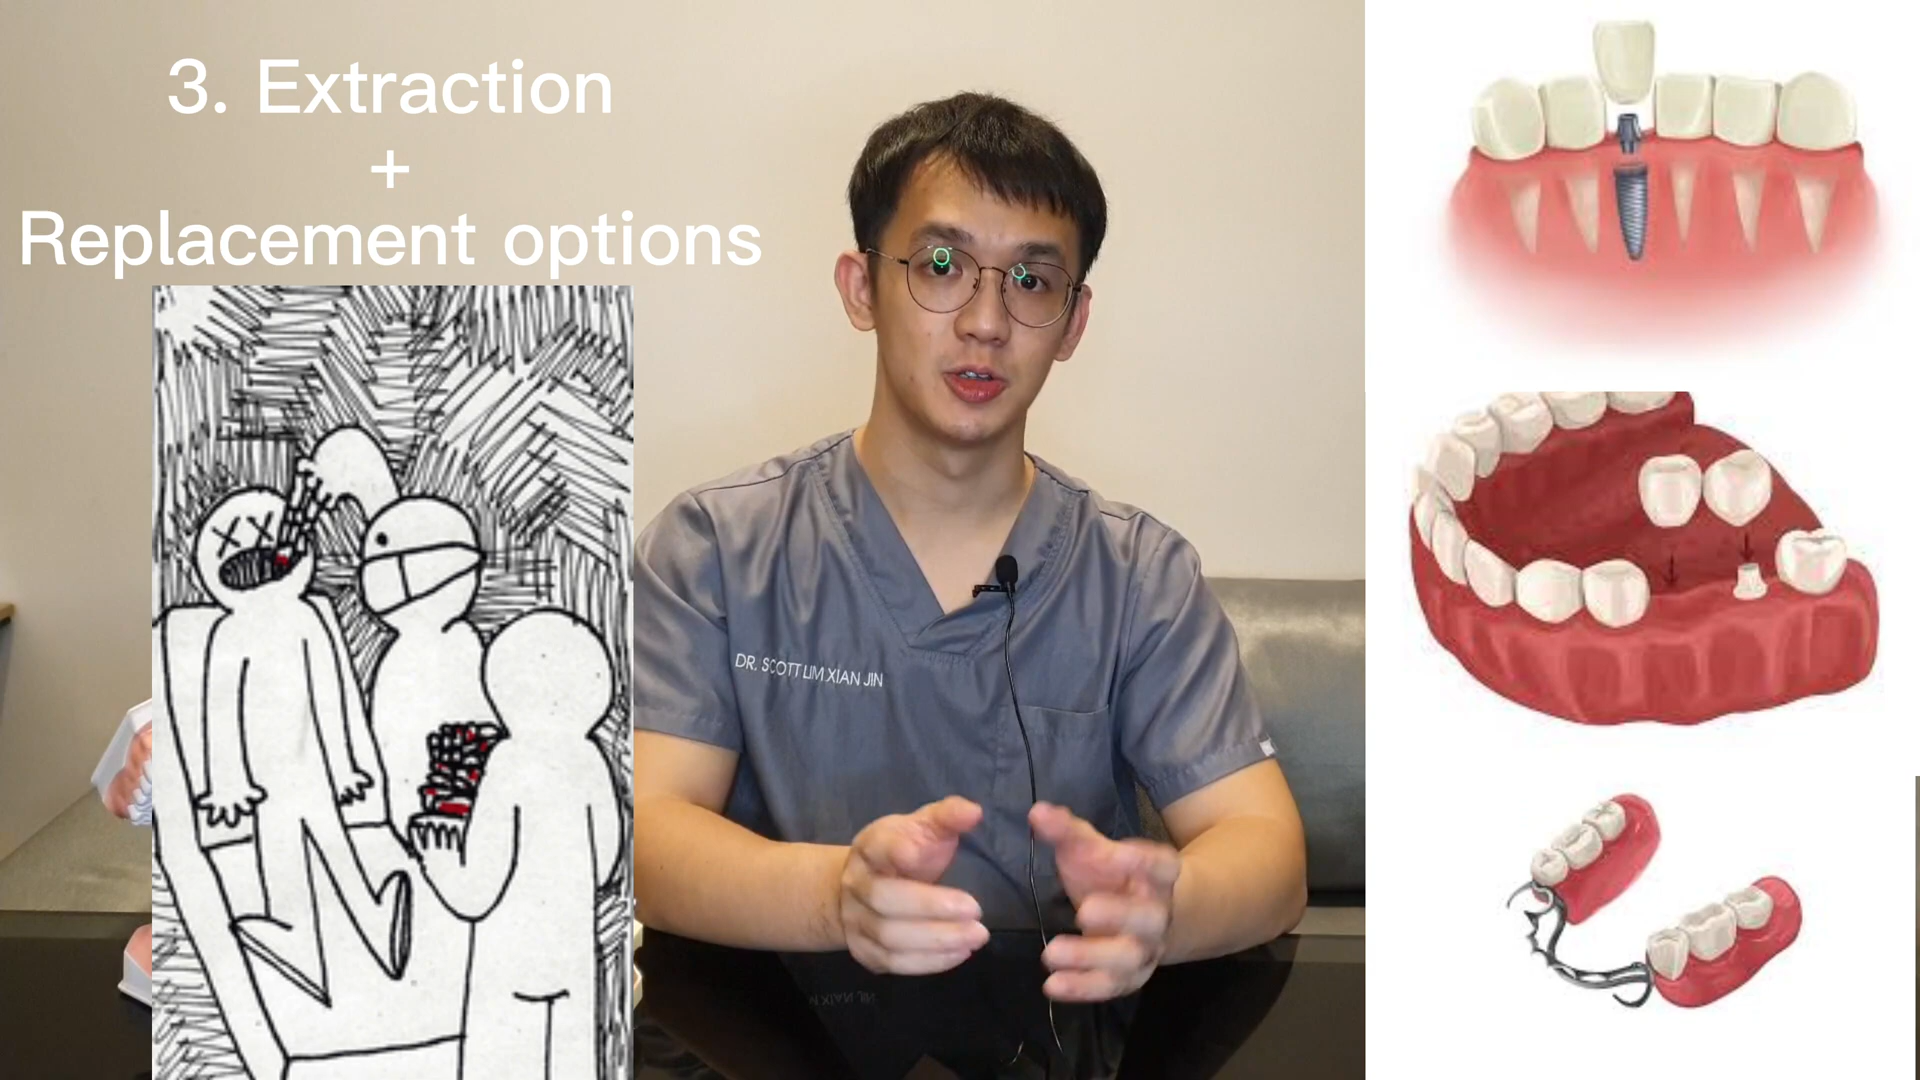 3. Extraction
+
Replacement options
DR. SCOTT LIM XIAN JIN